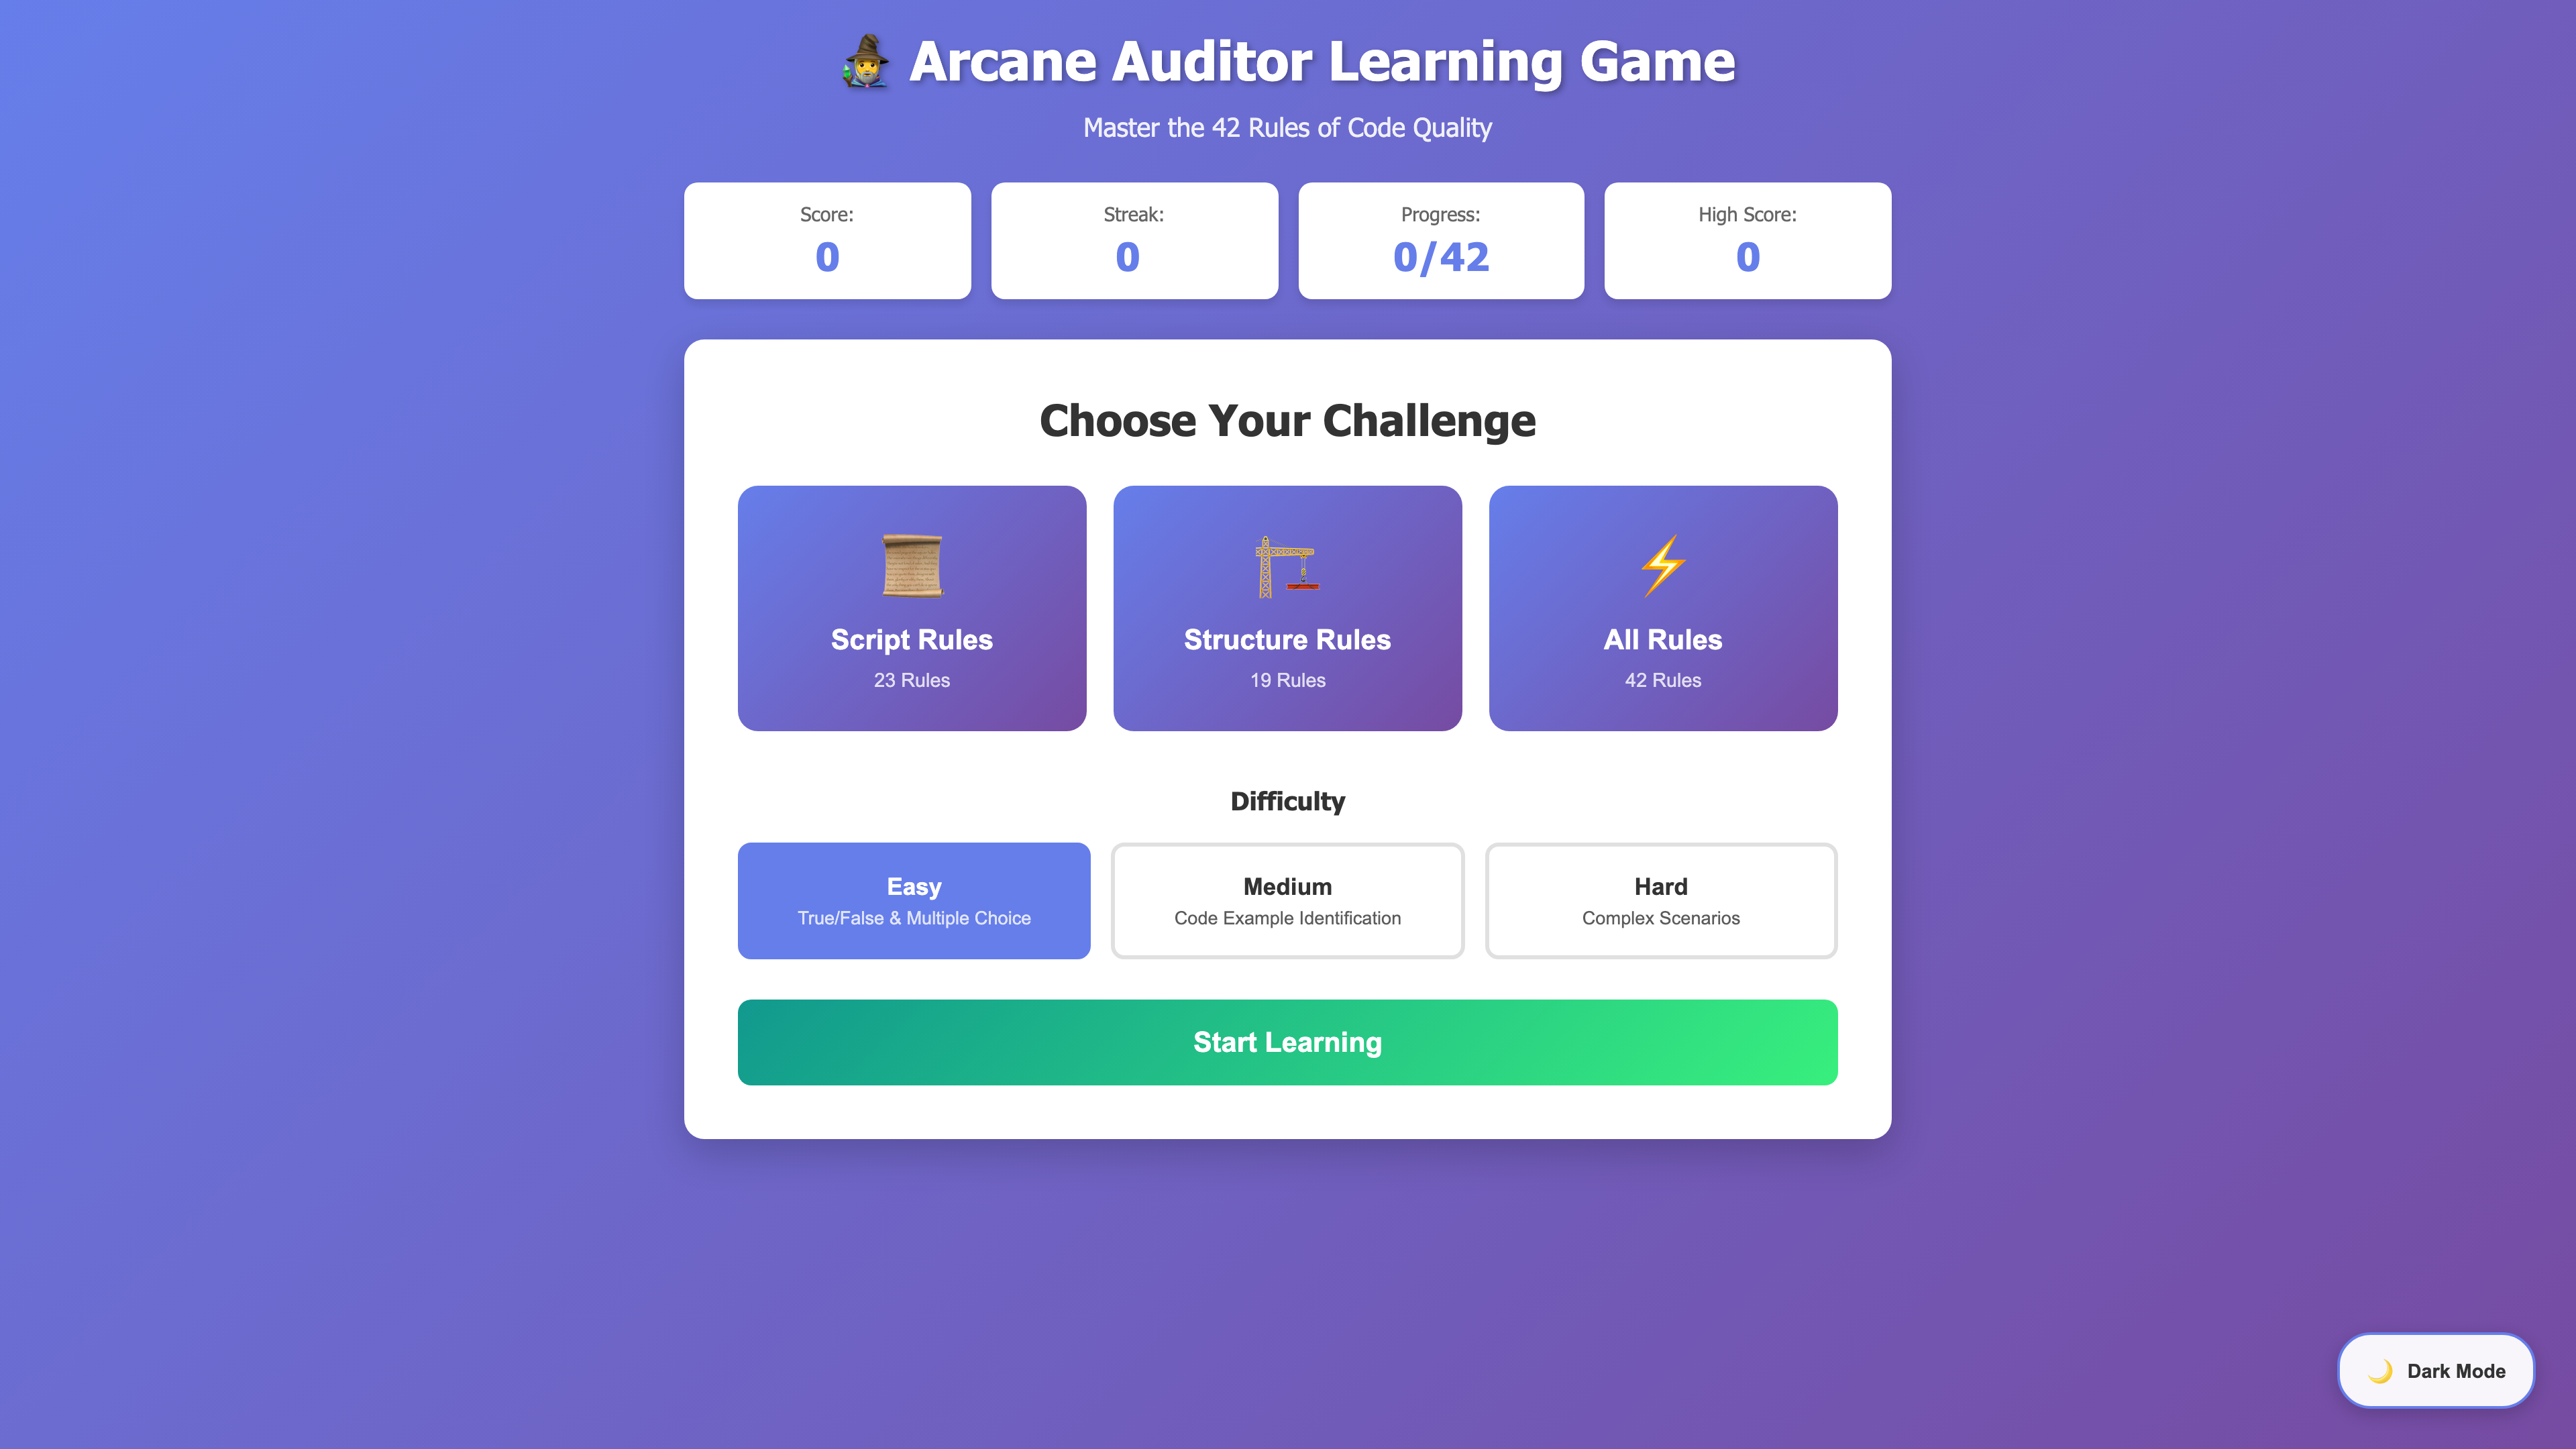 Arcane Auditor Learning Game
Master the 42 Rules of Code Quality
Score:
0
Streak:
0
Progress:
0/42
High Score:
0
Choose Your Challenge
Script Rules
23 Rules
Structure Rules
19 Rules
All Rules
42 Rules
Difficulty
Easy
True/False & Multiple Choice
Medium
Code Example Identification
Hard
Complex Scenarios
Start Learning
Dark Mode